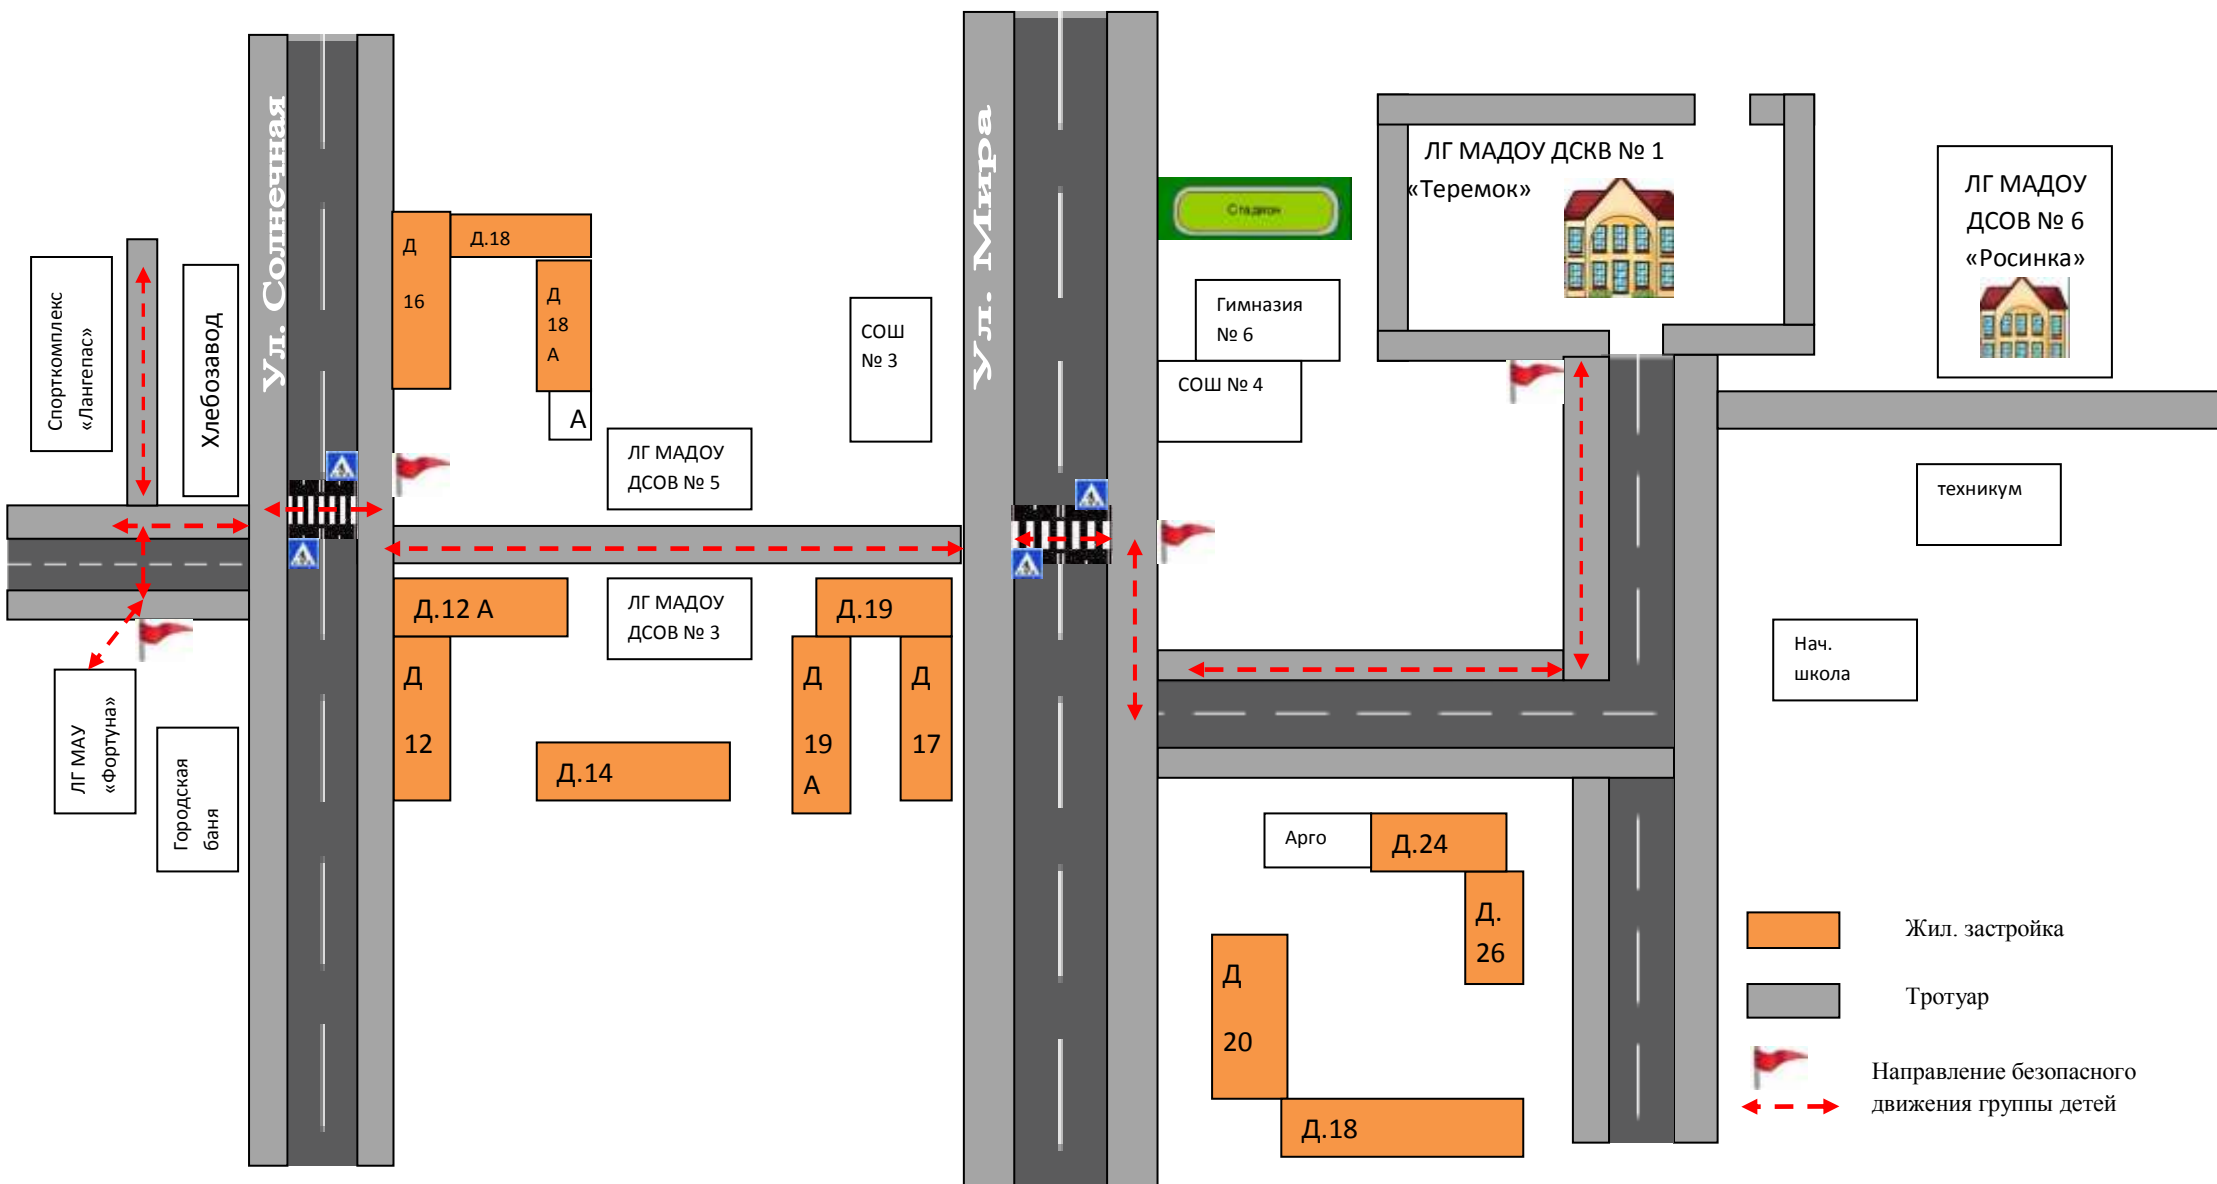 Спорткомплекс
«Лангепас»
Хлебозавод
Ул. Солнечная
Д
16
Д.18
Д
18
А
А
ЛГ МАДОУ
ДСОВ № 5
СОШ
№ 3
Ул. Мира
Стадион
Гимназия
№ 6
СОШ № 4
ЛГ МАДОУ ДСКВ № 1
«Теремок»
ЛГ МАДОУ
ДСОВ № 6
«Росинка»
техникум
Нач.
школа
ЛГ МАУ
«Фортуна»
Городская
баня
Д.12 А
Д
12
ЛГ МАДОУ
ДСОВ № 3
Д.14
Д.19
Д
19
А
Д
17
Арго
Д.24
Д.
26
Д
20
Д.18
Жил. застройка
Тротуар
Направление безопасного
движения группы детей